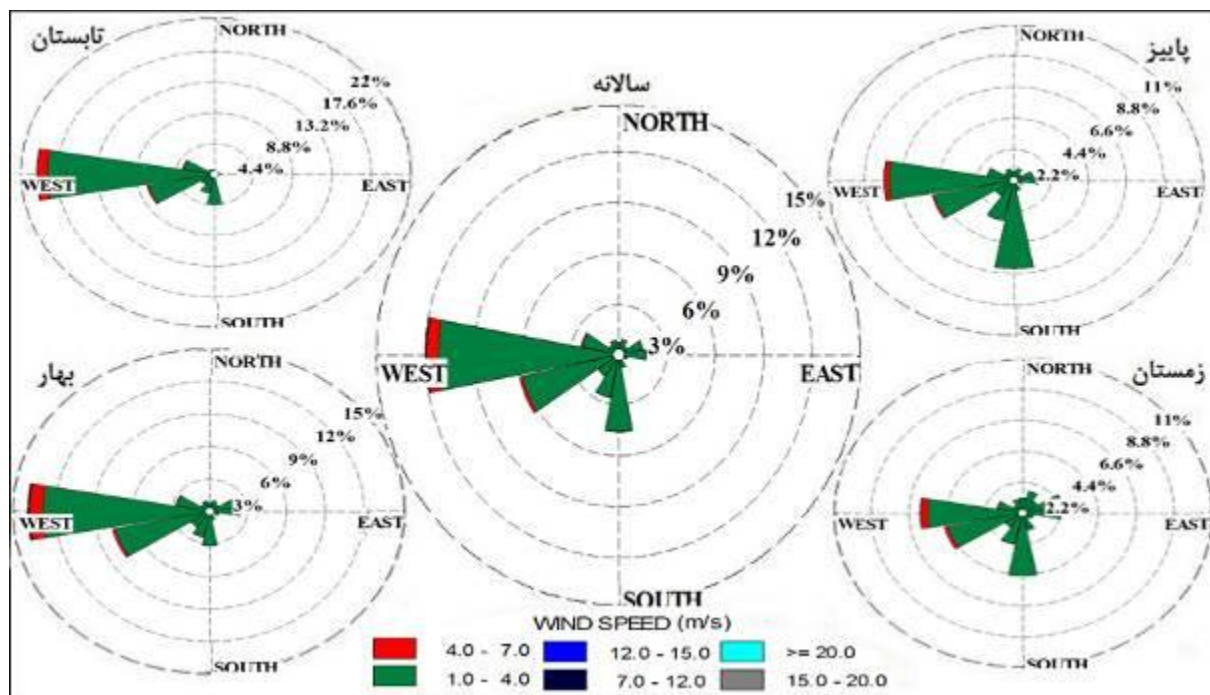 تابستان
NORTH
22%
17.6%
13.2%
8.8%
4.4%
WEST
EAST
SOUTH
پاییز
NORTH
11%
8.8%
6.6%
4.4%
2.2%
WEST
EAST
SOUTH
سالانه
NORTH
15%
12%
9%
6%
3%
WEST
EAST
SOUTH
بهار
NORTH
15%
12%
9%
6%
3%
WEST
EAST
SOUTH
زمستان
NORTH
11%
8.8%
6.6%
4.4%
2.2%
WEST
EAST
SOUTH
WIND SPEED (m/s)
4.0 - 7.0 12.0 - 15.0 >= 20.0
1.0 - 4.0 7.0 - 12.0 15.0 - 20.0